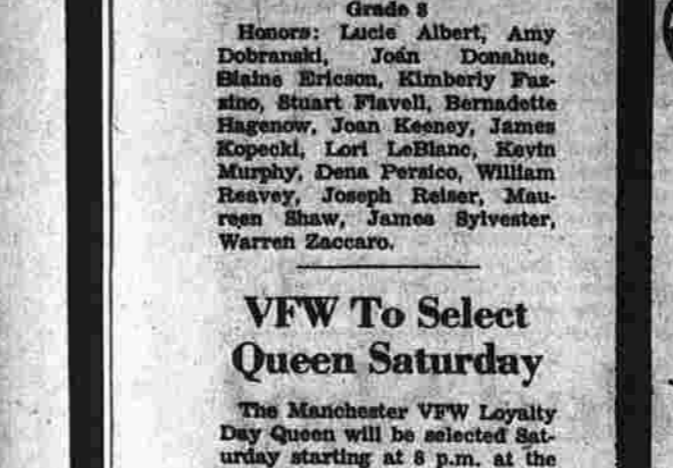 Grade 8
Honors: Lucie Albert, Amy
Dobranski, Joan Donahue,
Blaine Ericson, Kimberly Faz-
zino, Stuart Flavell, Bernadette
Hagenow, Joan Keeney, James
Kopecki, Lori LeBlanc, Kevin
Murphy, Dena Persico, William
Reavey, Joseph Reiser, Mau-
reen Shaw, James Sylvester,
Warren Zaccaro.
VFW To Select
Queen Saturday
The Manchester VFW Loyalty
Day Queen will be selected Sat-
urday starting at 8 p.m. at the